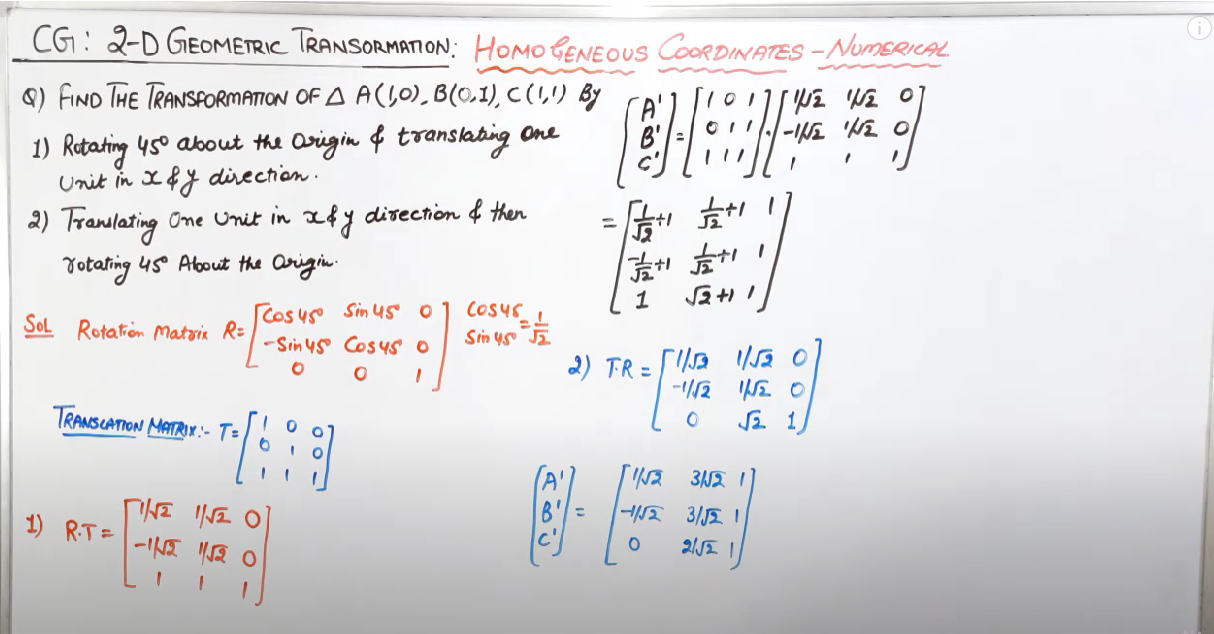 CG: 2-D GEOMETRIC TRANSORMATION: HOMOGENEOUS COORDINATES - NUMERICAL
Q) FIND THE TRANSFORMATION OF Δ A(1,0), B(0,1), C(1,1) By
1) Rotating 45° about the Origin & translating one
Unit in x & y direction.
2) Translating One Unit in x & y direction & then
rotating 45° About the Origin.
Sol Rotation Matrix R = [Cos45° Sin45° 0] Cos45° = 1/√2
[-Sin45° Cos45° 0] Sin45°
[0 0 1]
TRANSLATION MATRIX:- T = [1 0 0]
[0 1 0]
[1 1 1]
1) R.T = [1/√2 1/√2 0]
[-1/√2 1/√2 0]
[1 1 1]
[A'] [1 0 1] [1/√2 1/√2 0]
[B'] = [0 1 1] . [-1/√2 1/√2 0]
[C'] [1 1 1] [1 1 1]
= [1/√2+1 1/√2+1 1]
[-1/√2+1 1/√2+1 1]
[1 √2+1 1]
2) T.R = [1/√2 1/√2 0]
[-1/√2 1/√2 0]
[0 √2 1]
[A'] [1/√2 3/√2 1]
[B'] = [-1/√2 3/√2 1]
[C'] [0 2/√2 1]